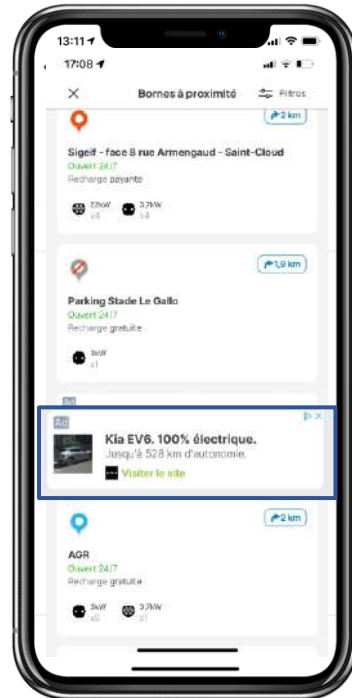 13:11
17:08
Bornes à proximité
Filtres
2 km
Sigeif - face 8 rue Armengaud - Saint-Cloud
Ouvert 24/7
Recharge payante
x4
3,7kW
x4
1,9 km
Parking Stade Le Gallo
Ouvert 24/7
Recharge gratuite
3kW
x1
Ad
Ad
Kia EV6. 100% électrique.
Jusqu'à 528 km d'autonomie.
Visiter le site
2 km
AGR
Ouvert 24/7
Recharge gratuite
3kW
3,7kW
x1